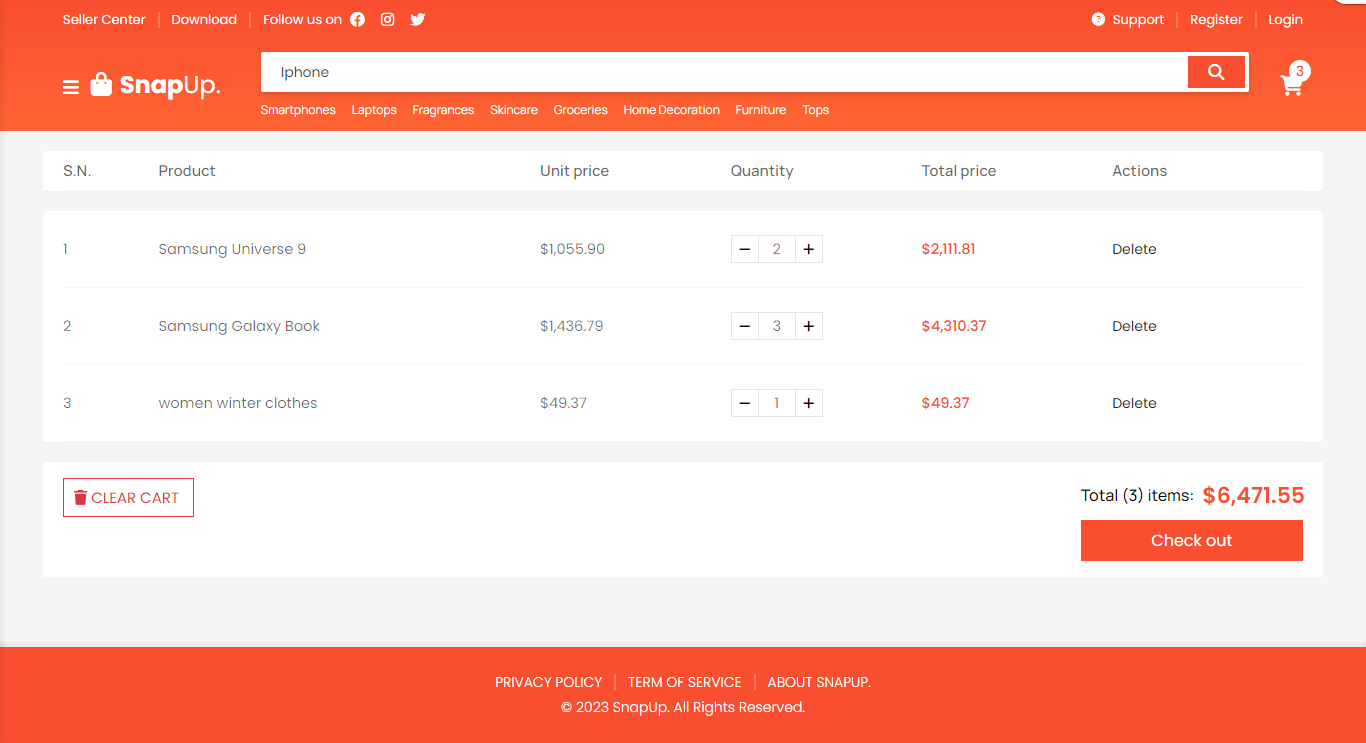 Seller Center Download Follow us on Support Register Login
SnapUp. Iphone 3
Smartphones Laptops Fragrances Skincare Groceries Home Decoration Furniture Tops
S.N. Product Unit price Quantity Total price Actions
1 Samsung Universe 9 $1,055.90 − 2 + $2,111.81 Delete
2 Samsung Galaxy Book $1,436.79 − 3 + $4,310.37 Delete
3 women winter clothes $49.37 − 1 + $49.37 Delete
CLEAR CART Total (3) items: $6,471.55
Check out
PRIVACY POLICY TERM OF SERVICE ABOUT SNAPUP.
© 2023 SnapUp. All Rights Reserved.